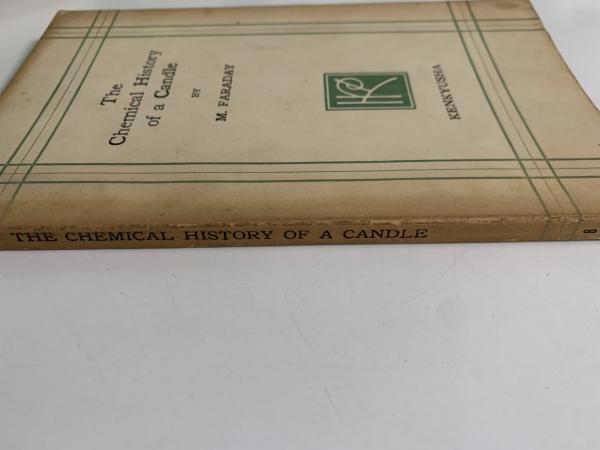 The
Chemical History
of a Candle
BY
M. FARADAY
KENKYUSHA
THE CHEMICAL HISTORY OF A CANDLE
8